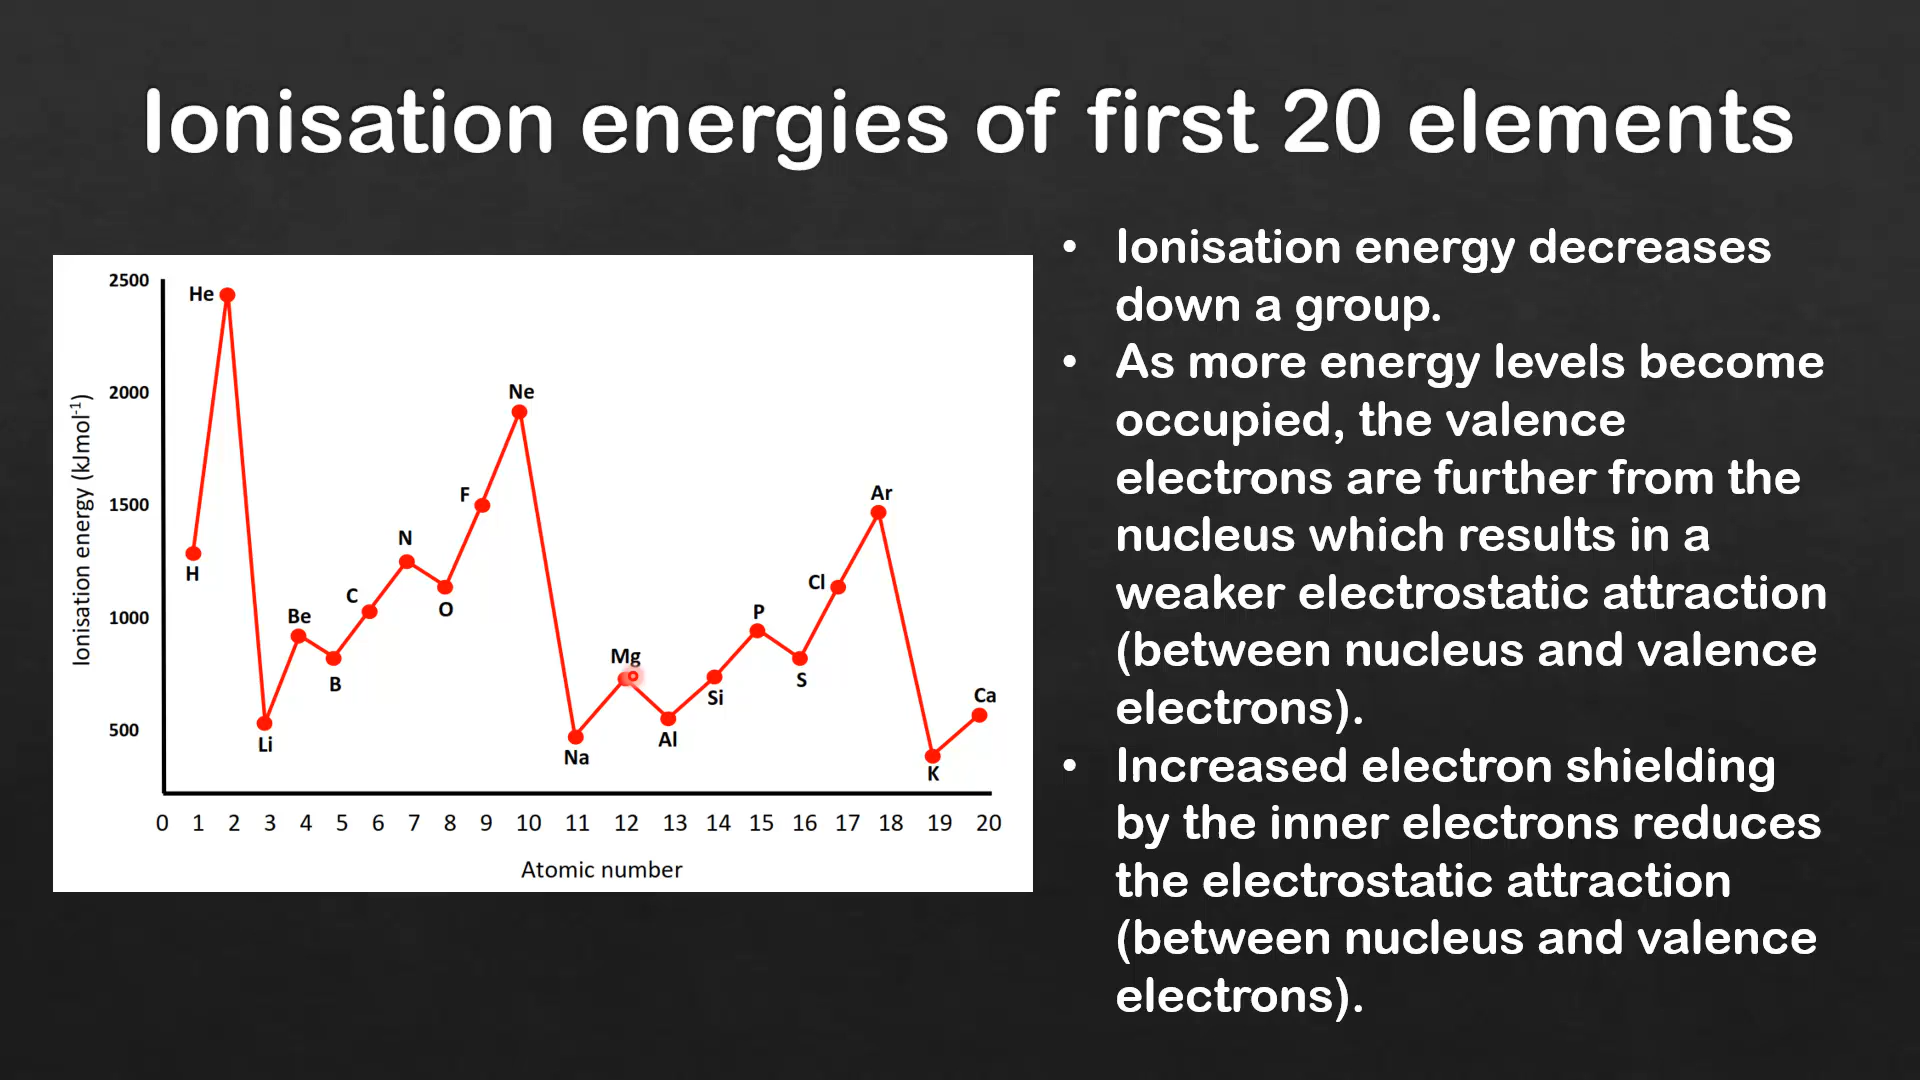 Ionisation energies of first 20 elements
• Ionisation energy decreases
down a group.
• As more energy levels become
occupied, the valence
electrons are further from the
nucleus which results in a
weaker electrostatic attraction
(between nucleus and valence
electrons).
• Increased electron shielding
by the inner electrons reduces
the electrostatic attraction
(between nucleus and valence
electrons).
Ionisation energy (kJmol⁻¹)
2500
2000
1500
1000
500
H
He
Li
Be
B
C
N
O
F
Ne
Na
Mg
Al
Si
P
S
Cl
Ar
K
Ca
0 1 2 3 4 5 6 7 8 9 10 11 12 13 14 15 16 17 18 19 20
Atomic number